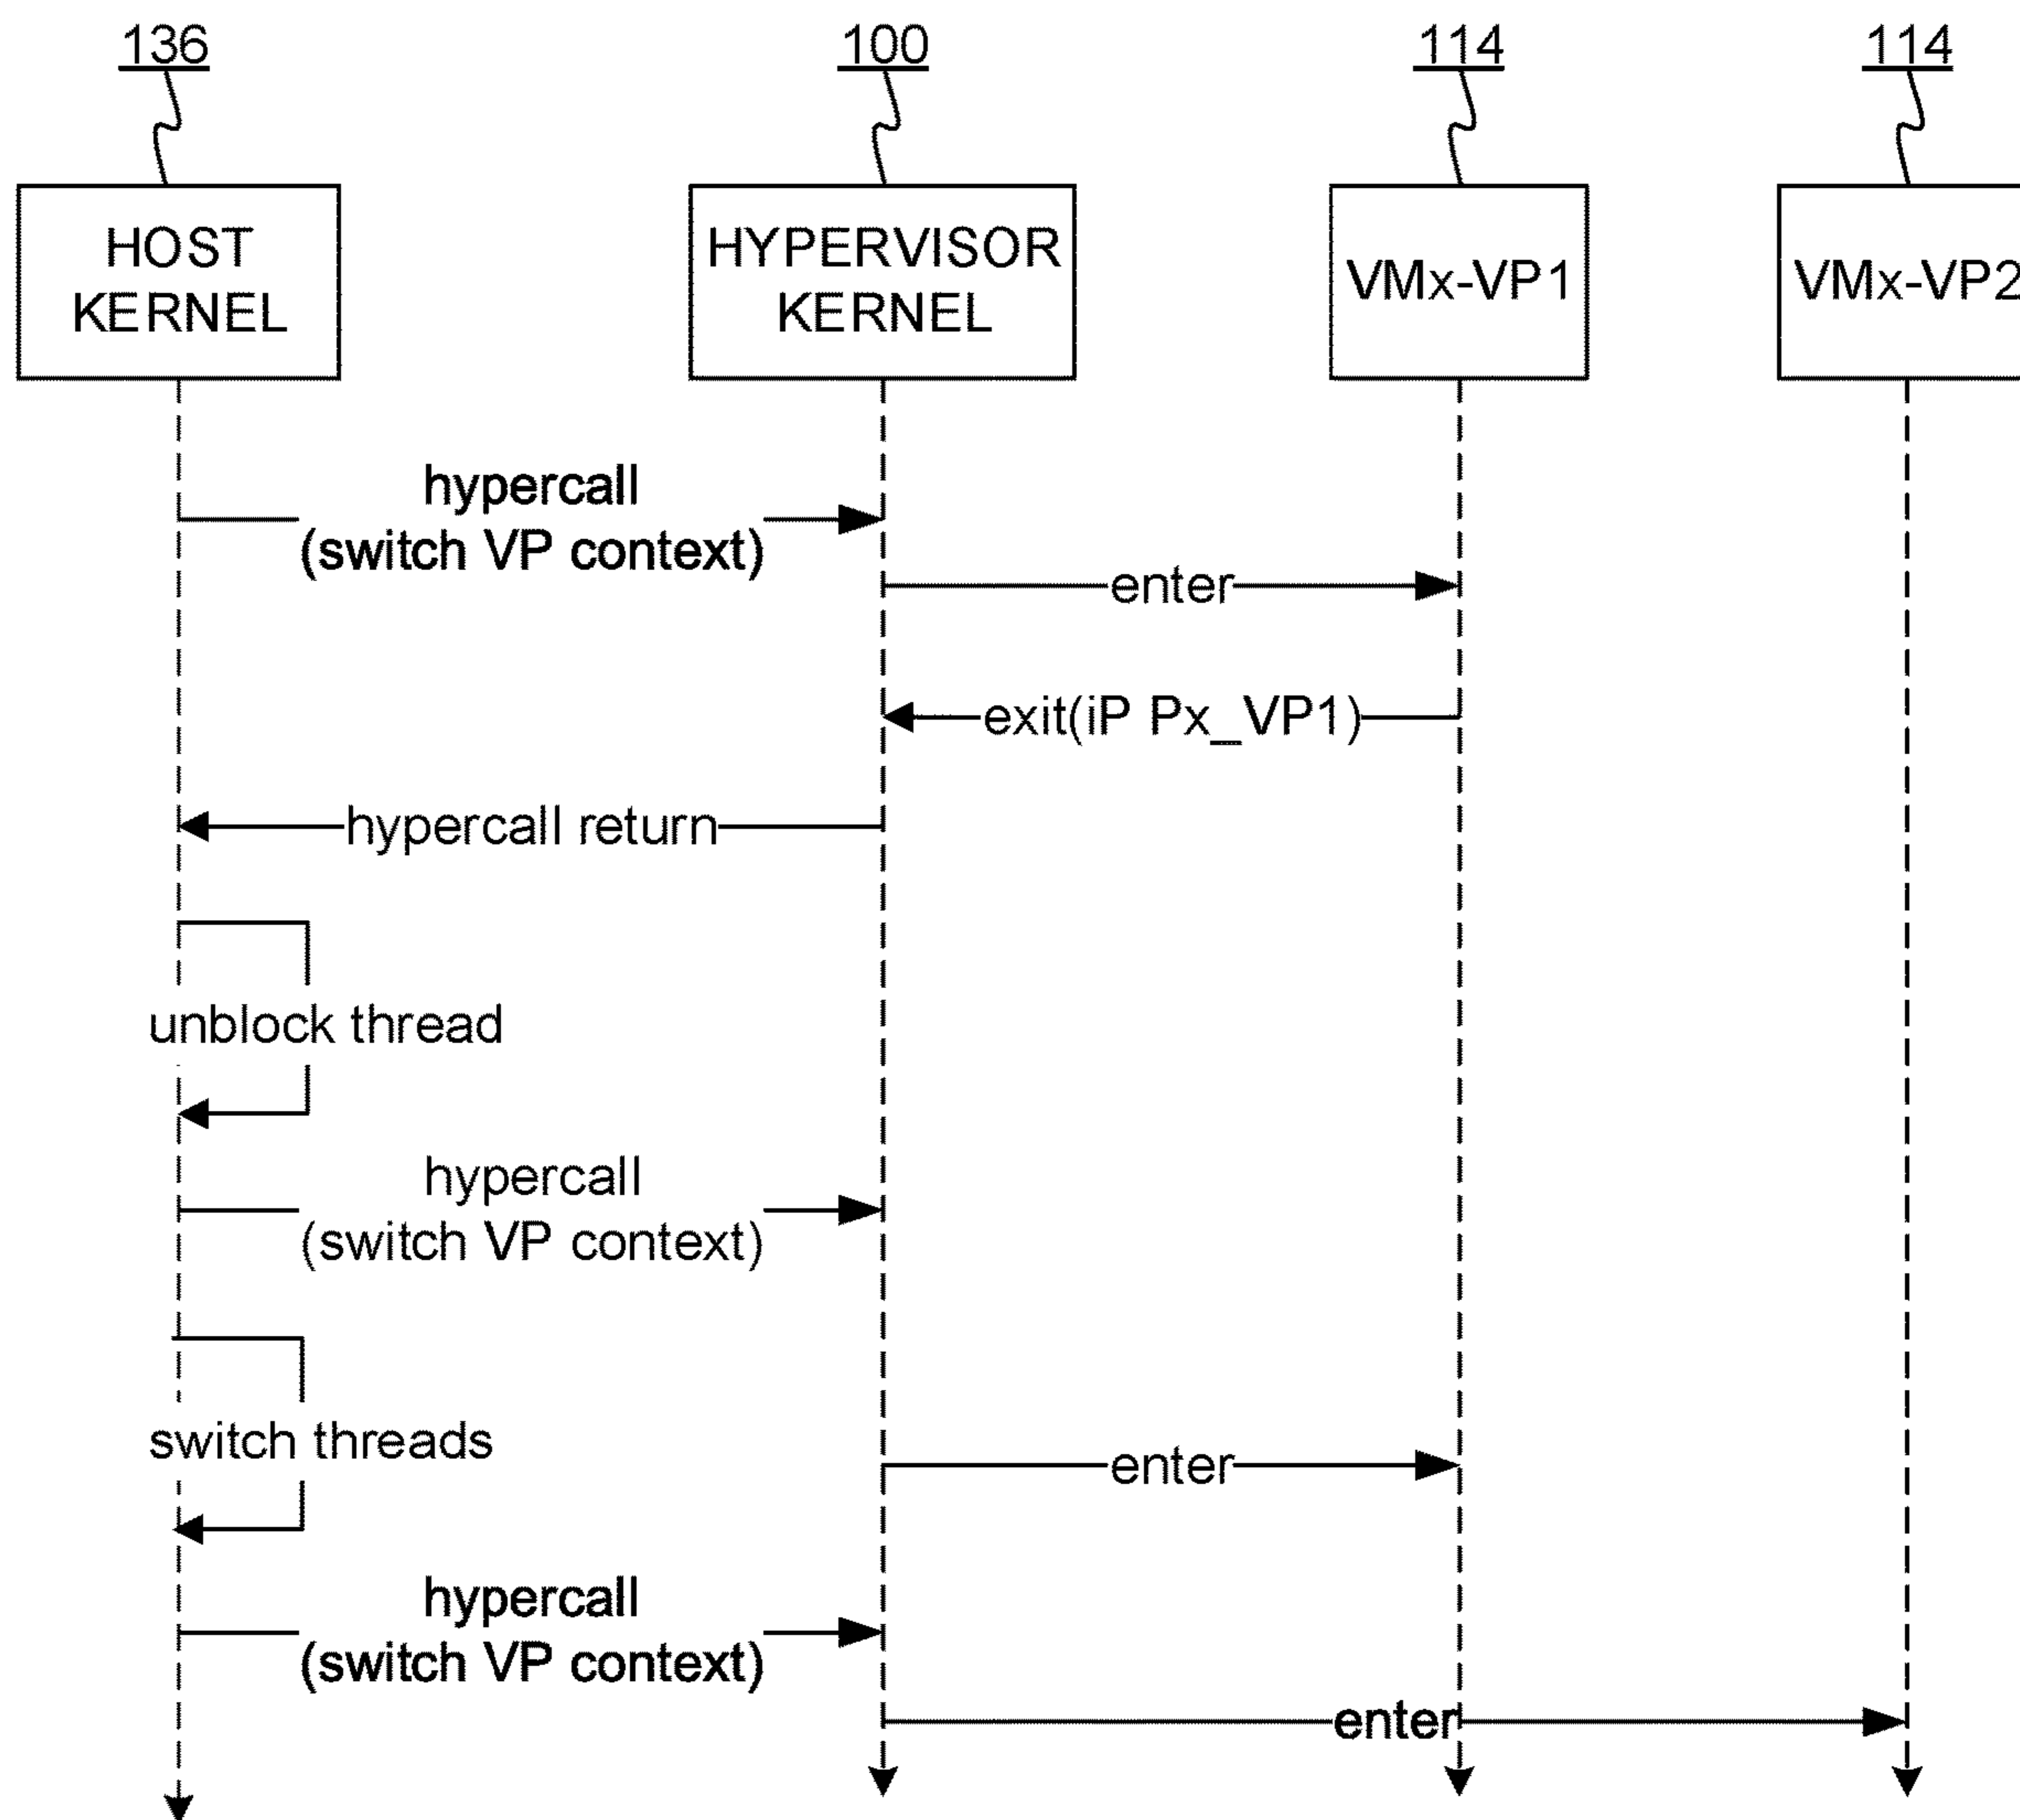 136
100
114
114
HOST
KERNEL
HYPERVISOR
KERNEL
VMx-VP1
VMx-VP2
hypercall
(switch VP context)
enter
exit(iP Px_VP1)
hypercall return
unblock thread
hypercall
(switch VP context)
switch threads
enter
hypercall
(switch VP context)
enter